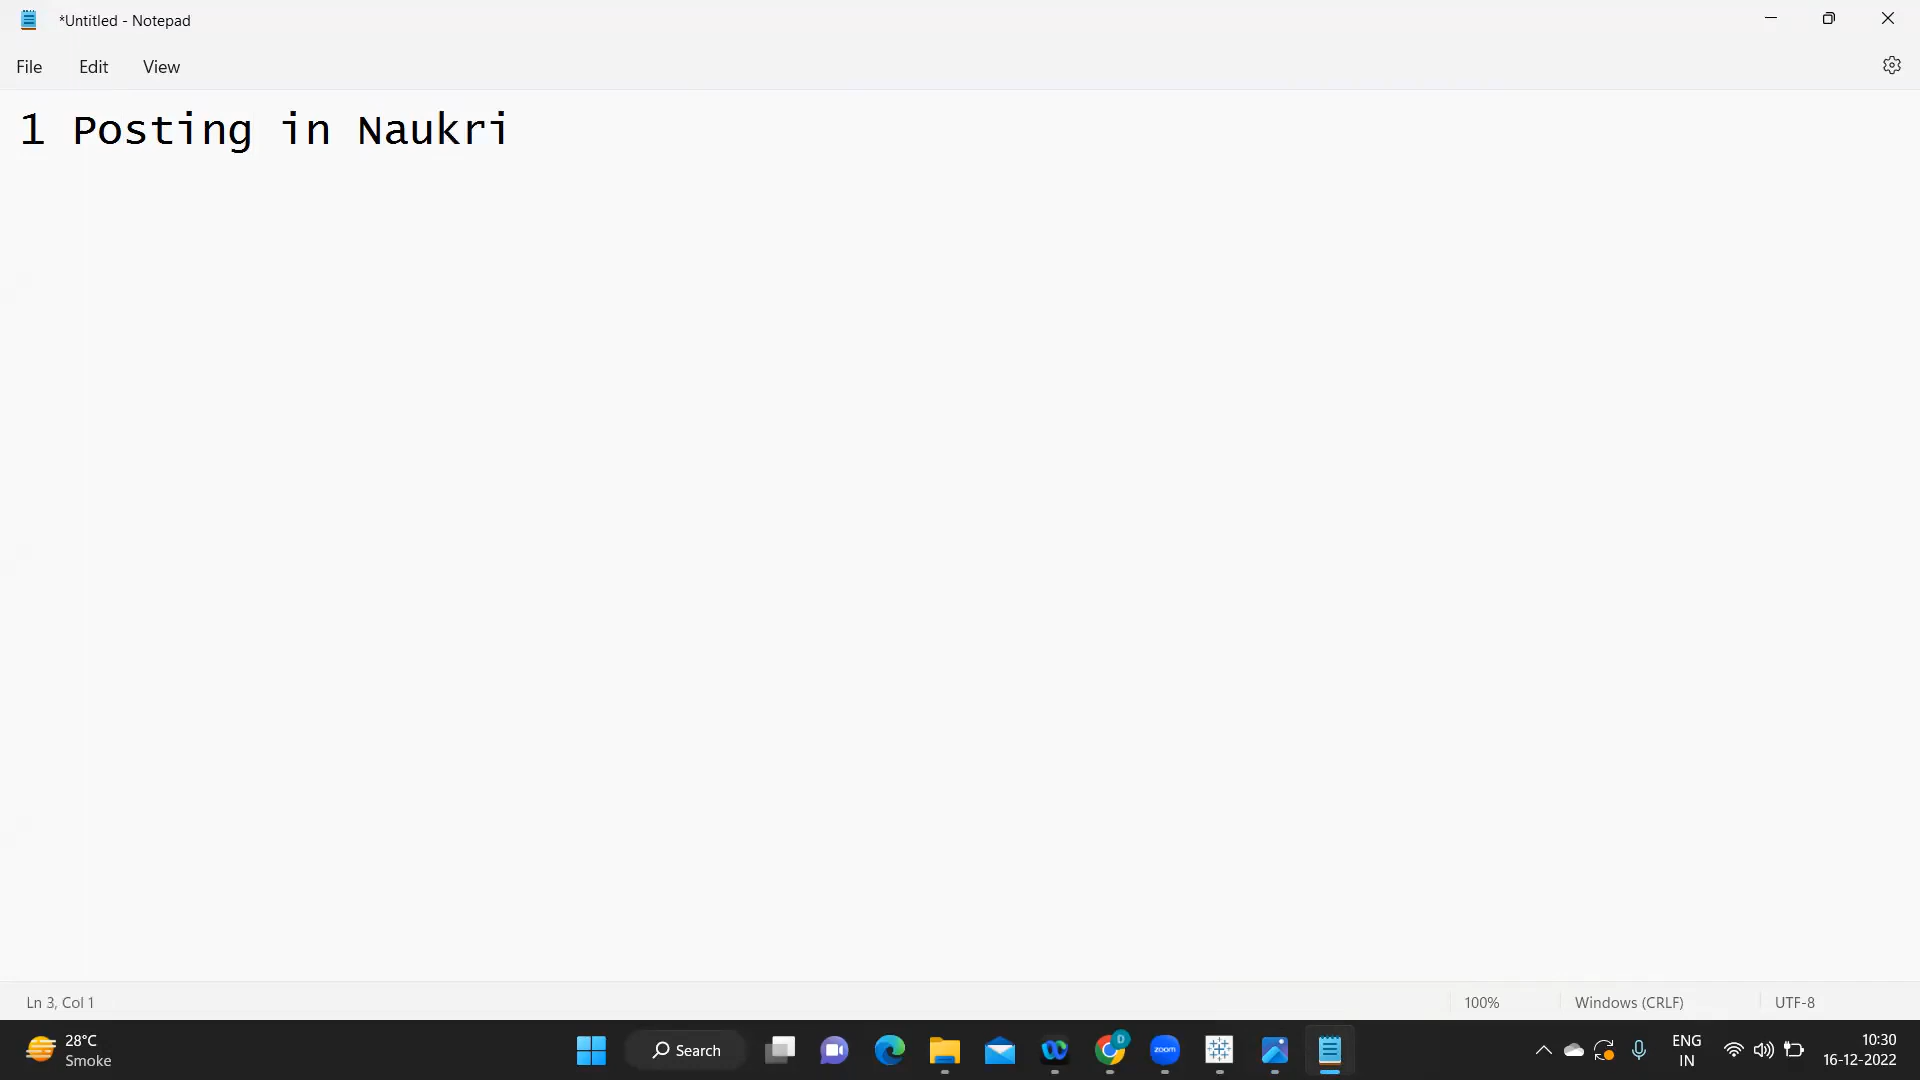 *Untitled - Notepad
File Edit View
1 Posting in Naukri
Ln 3, Col 1 100% Windows (CRLF) UTF-8
28°C
Smoke
Search
D
zoom
ENG
IN
10:30
16-12-2022